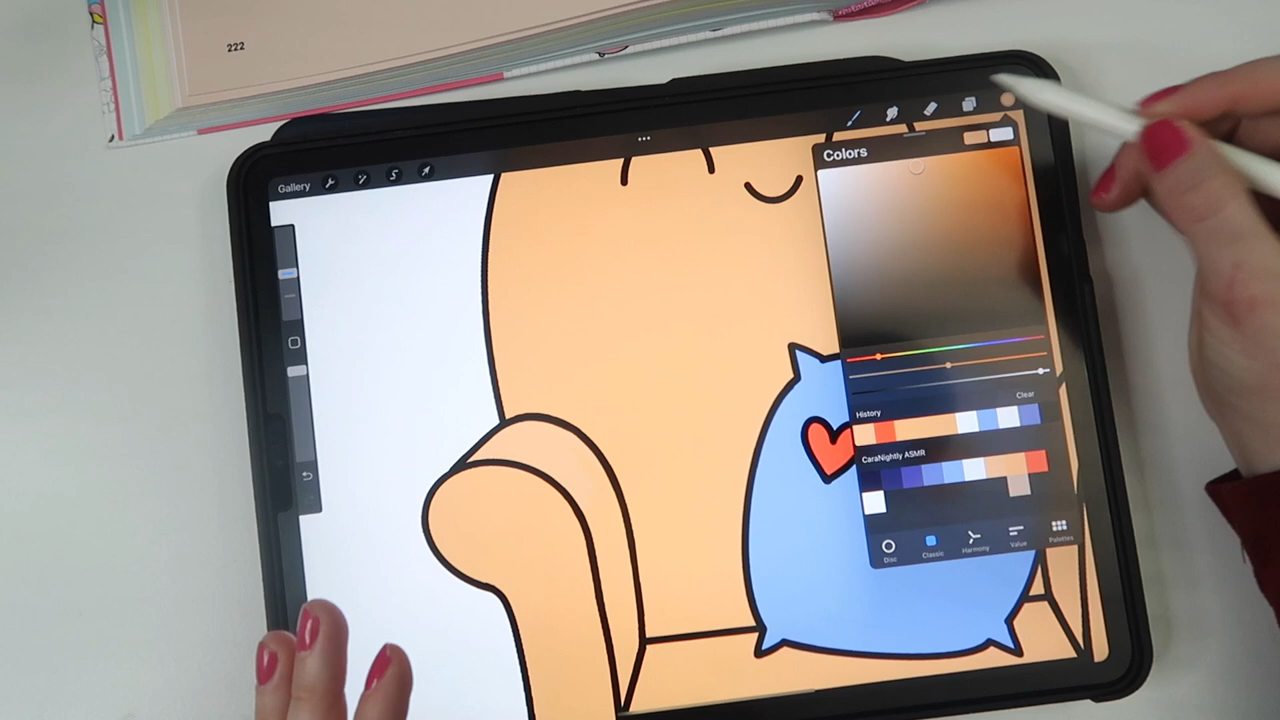 222
Gallery
Colors
Clear
History
CaraNightly ASMR
Disc
Classic
Harmony
Value
Palettes